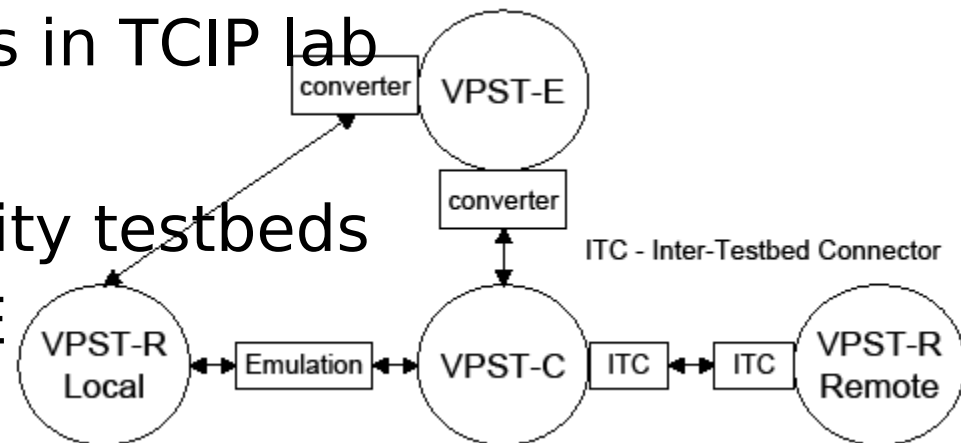 in TCIP lab
converter
VPST-E
converter
testbeds
ITC - Inter-Testbed Connector
VPST-R
Local
Emulation
VPST-C
ITC
ITC
VPST-R
Remote